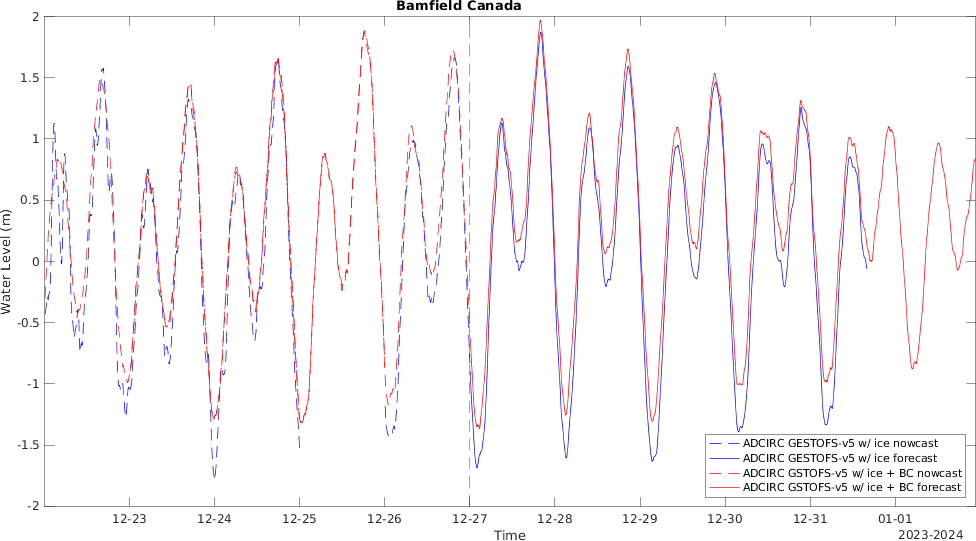 Bamfield Canada
2
1.5
1
0.5
0
-0.5
-1
-1.5
-2
Water Level (m)
ADCIRC GESTOFS-v5 w/ ice nowcast
ADCIRC GESTOFS-v5 w/ ice forecast
ADCIRC GSTOFS-v5 w/ ice + BC nowcast
ADCIRC GSTOFS-v5 w/ ice + BC forecast
12-23 12-24 12-25 12-26 12-27 12-28 12-29 12-30 12-31 01-01
Time
2023-2024